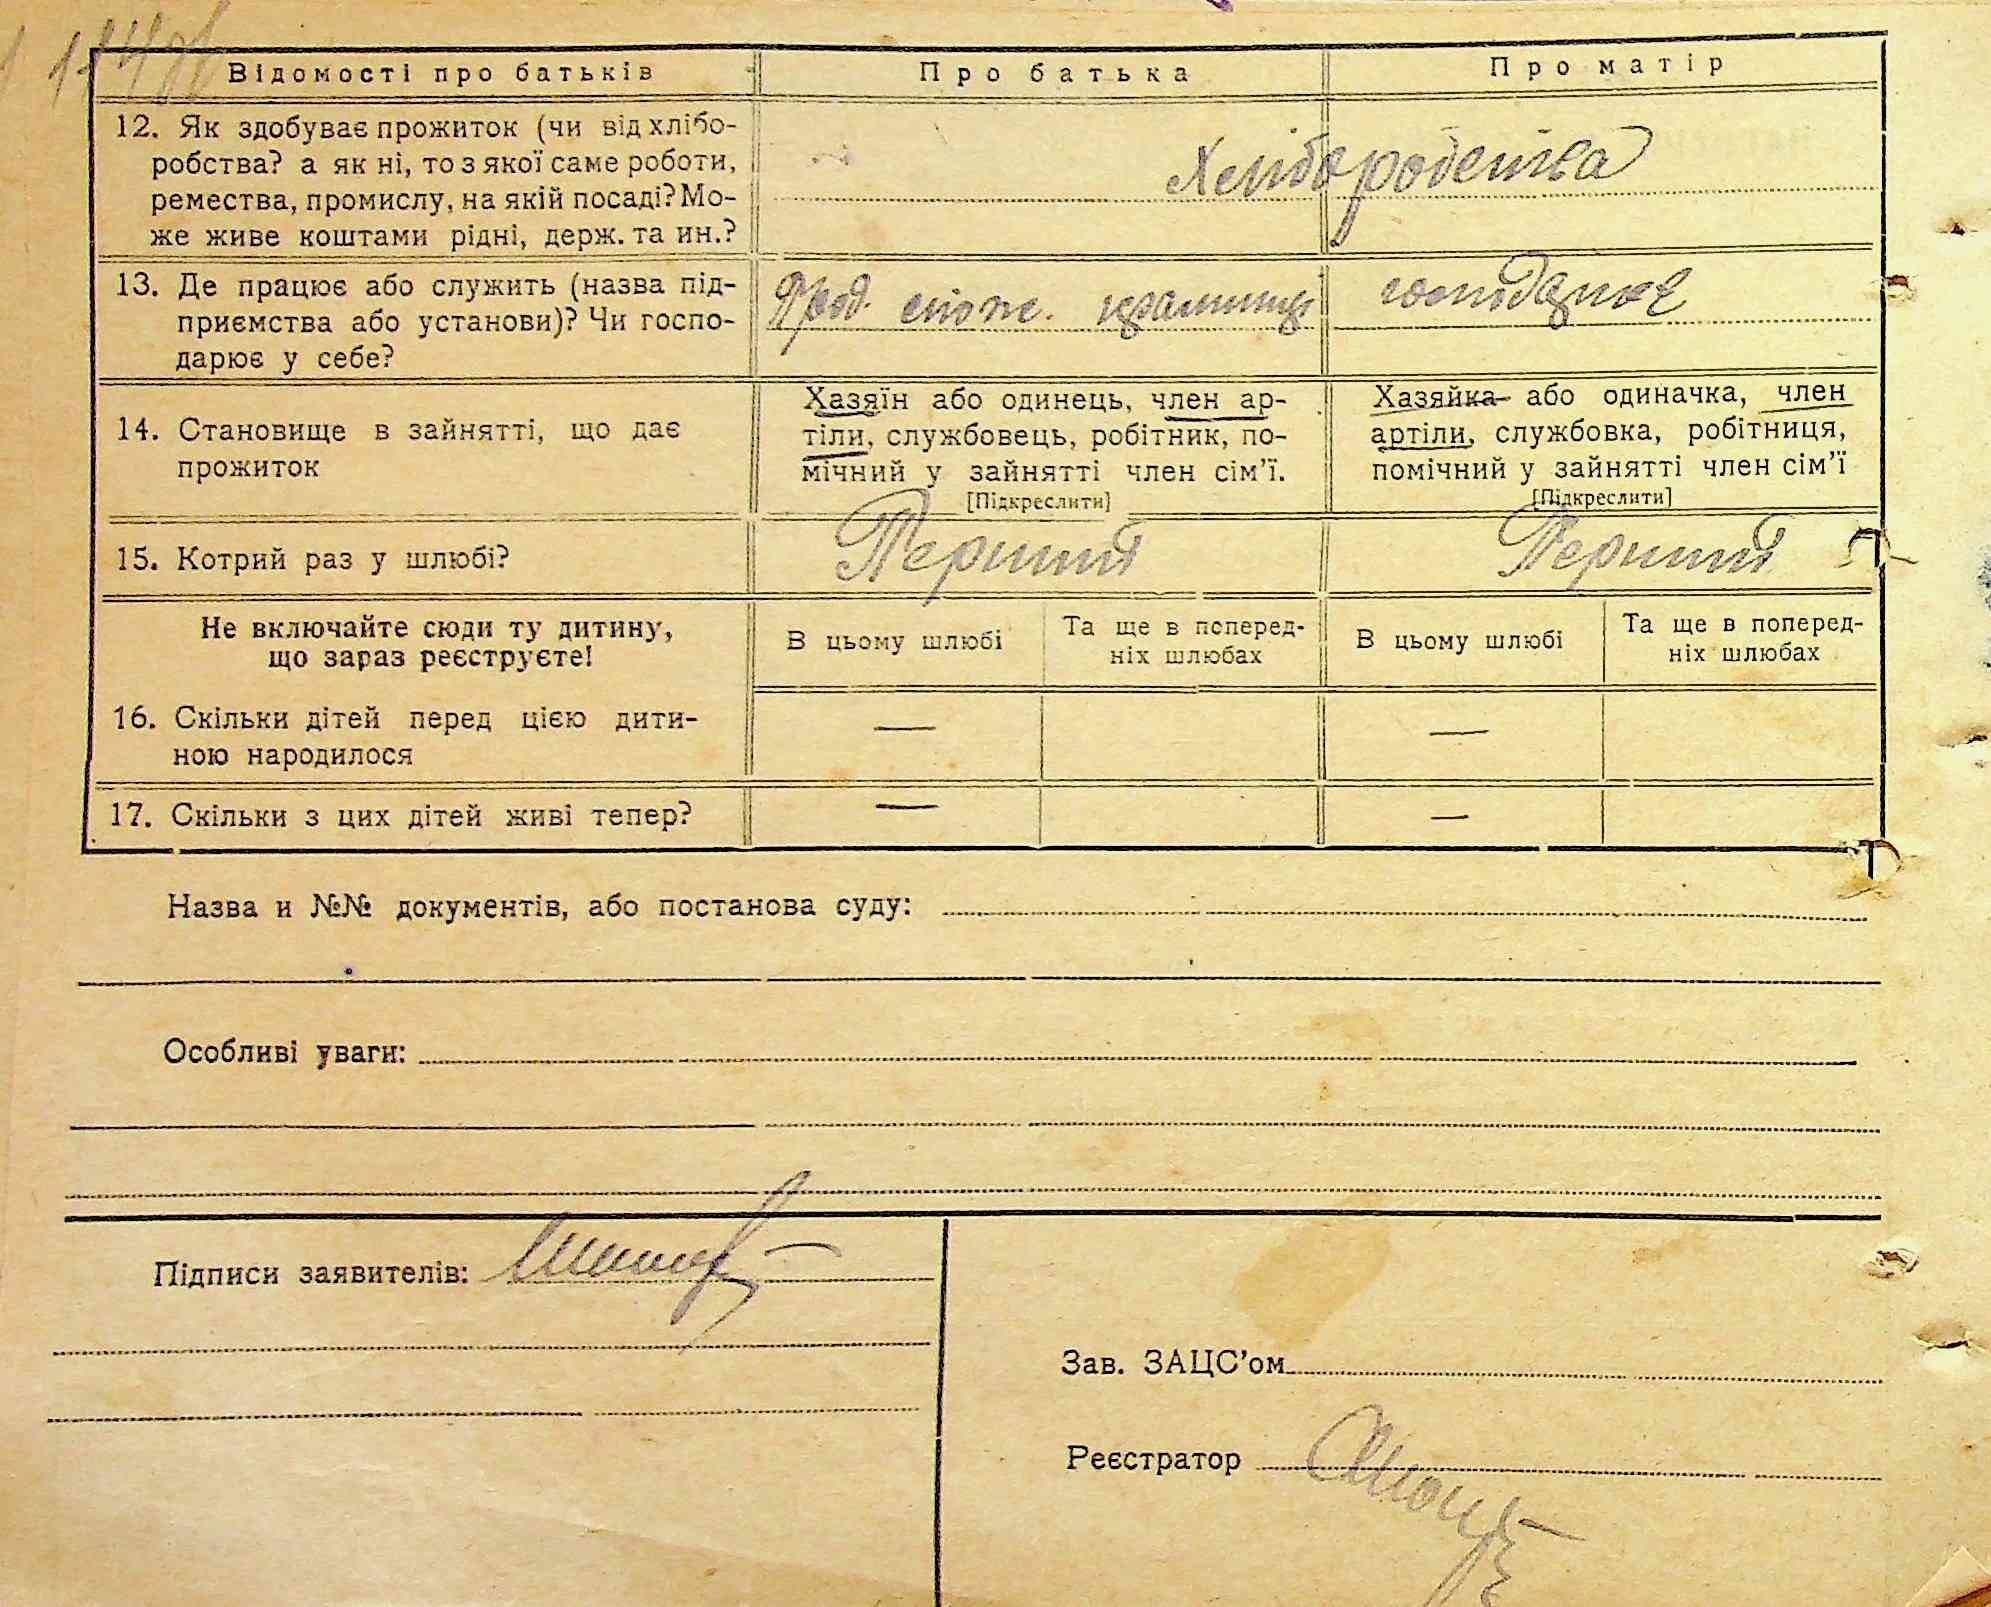 Відомості про батьків Про батька Про матір
12. Як здобуває прожиток (чи від хлібо-
робства? а як ні, то з якої саме роботи,
ремества, промислу, на якій посаді? Мо-
же живе коштами рідні, держ. та ин.?
Хліборобства
13. Де працює або служить (назва під-
приємства або установи)? Чи госпо-
дарює у себе?
спож. крамниці
14. Становище в зайнятті, що дає
прожиток
Хазяїн або одинець, член ар-
тіли, службовець, робітник, по-
мічний у зайнятті член сім’ї.
[Підкреслити]
Хазяйка або одиначка, член
артіли, службовка, робітниця,
помічний у зайнятті член сім’ї
[Підкреслити]
15. Котрий раз у шлюбі? Перший Перший
Не включайте сюди ту дитину,
що зараз реєструєте!
В цьому шлюбі
Та ще в поперед-
ніх шлюбах
В цьому шлюбі
Та ще в поперед-
ніх шлюбах
16. Скільки дітей перед цією дити-
ною народилося
— —
17. Скільки з цих дітей живі тепер? — —
Назва и №№ документів, або постанова суду:
Особливі уваги:
Підписи заявителів:
Зав. ЗАЦС’ом
Реєстратор